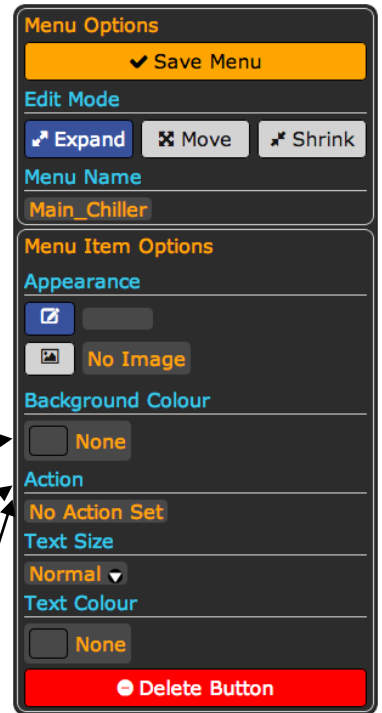 Menu Options
Save Menu
Edit Mode
Expand Move Shrink
Menu Name
Main_Chiller
Menu Item Options
Appearance
No Image
Background Colour
None
Action
No Action Set
Text Size
Normal
Text Colour
None
Delete Button